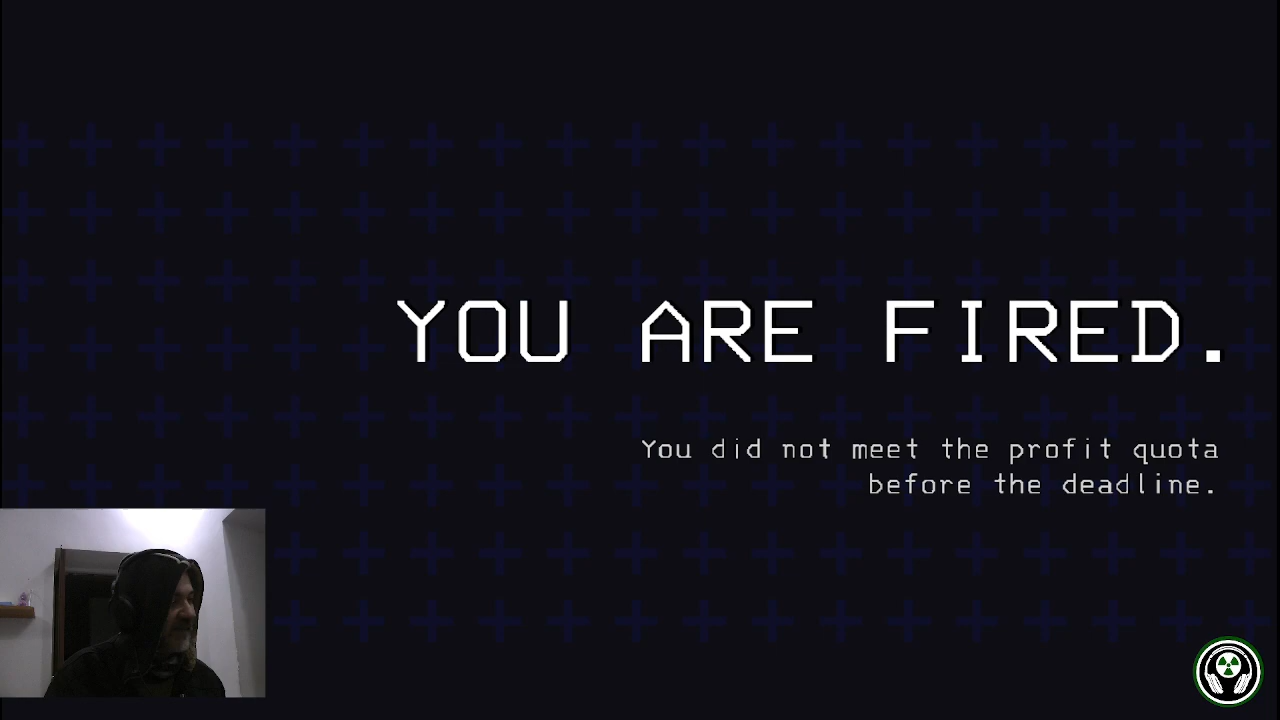 YOU ARE FIRED.
You did not meet the profit quota
before the deadline.